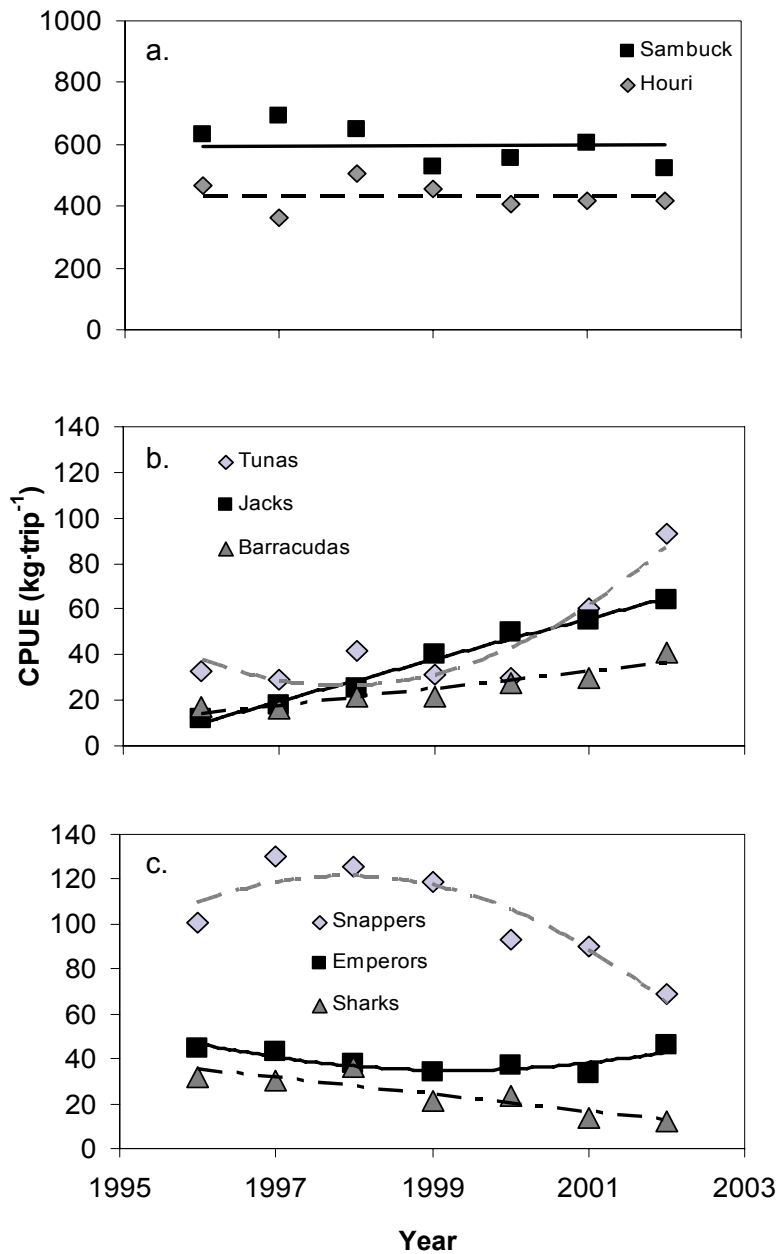 1000
800
600
400
200
0
a.
Sambuck
Houri
CPUE (kg·trip⁻¹)
140
120
100
80
60
40
20
0
b.
Tunas
Jacks
Barracudas
140
120
100
80
60
40
20
0
c.
Snappers
Emperors
Sharks
1995 1997 1999 2001 2003
Year